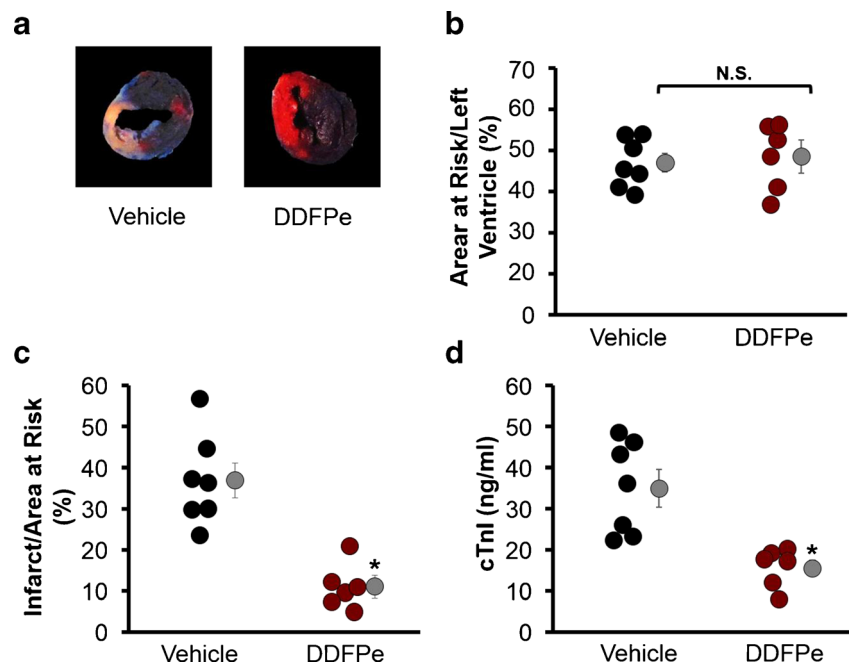 a
Vehicle
DDFPe
b
Arear at Risk/Left
Ventricle (%)
70
60
50
40
30
20
10
0
N.S.
Vehicle
DDFPe
c
Infarct/Area at Risk
(%)
60
50
40
30
20
10
0
*
Vehicle
DDFPe
d
cTnI (ng/ml)
60
50
40
30
20
10
0
*
Vehicle
DDFPe